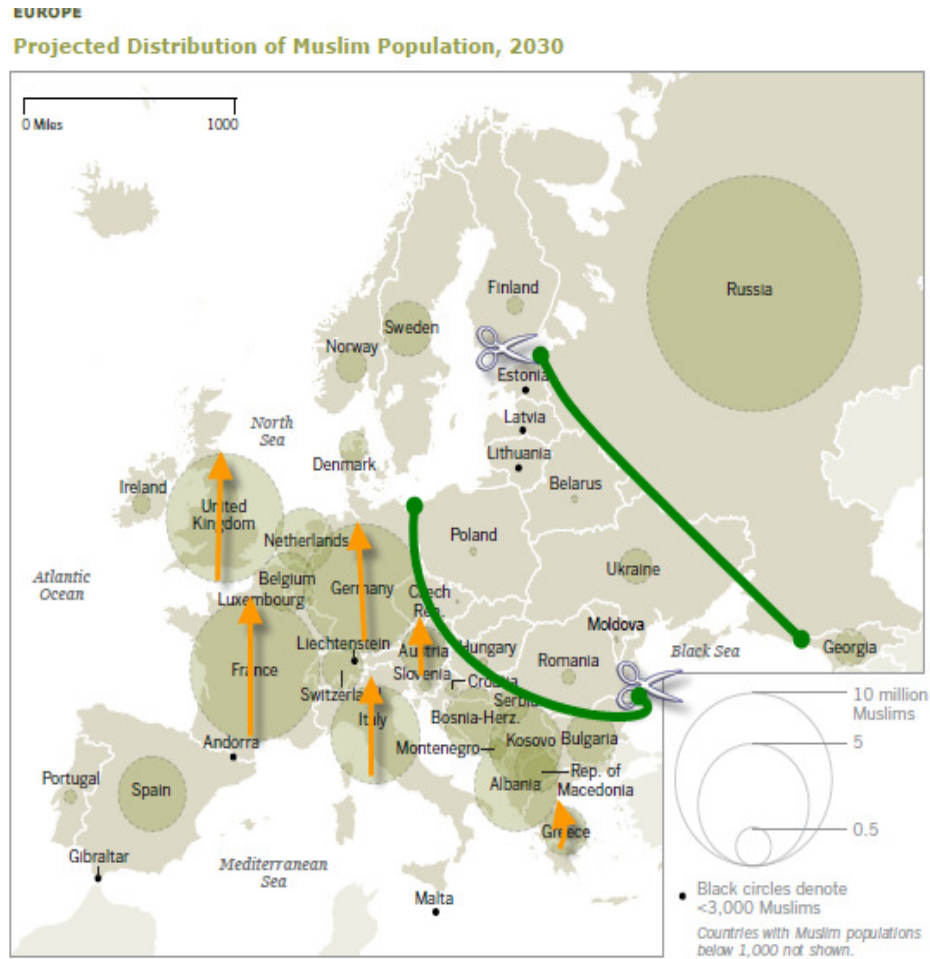 EUROPE
Projected Distribution of Muslim Population, 2030
0 Miles
1000
Russia
Finland
Sweden
Norway
Estonia
North
Sea
Latvia
Lithuania
Denmark
Belarus
Ireland
United
Kingdom
Poland
Netherlands
Ukraine
Atlantic
Ocean
Belgium
Germany
Czech
Rep.
Luxembourg
Moldova
Liechtenstein
Hungary
Austria
Black Sea
Georgia
Romania
France
Slovenia
Croatia
Switzerland
Serbia
10 million
Muslims
Italy
Bosnia-Herz.
Andorra
Montenegro
Kosovo
Bulgaria
5
Portugal
Spain
Albania
Rep. of
Macedonia
Greece
0.5
Gibraltar
Mediterranean
Sea
Malta
Black circles denote
<3,000 Muslims
Countries with Muslim populations
below 1,000 not shown.